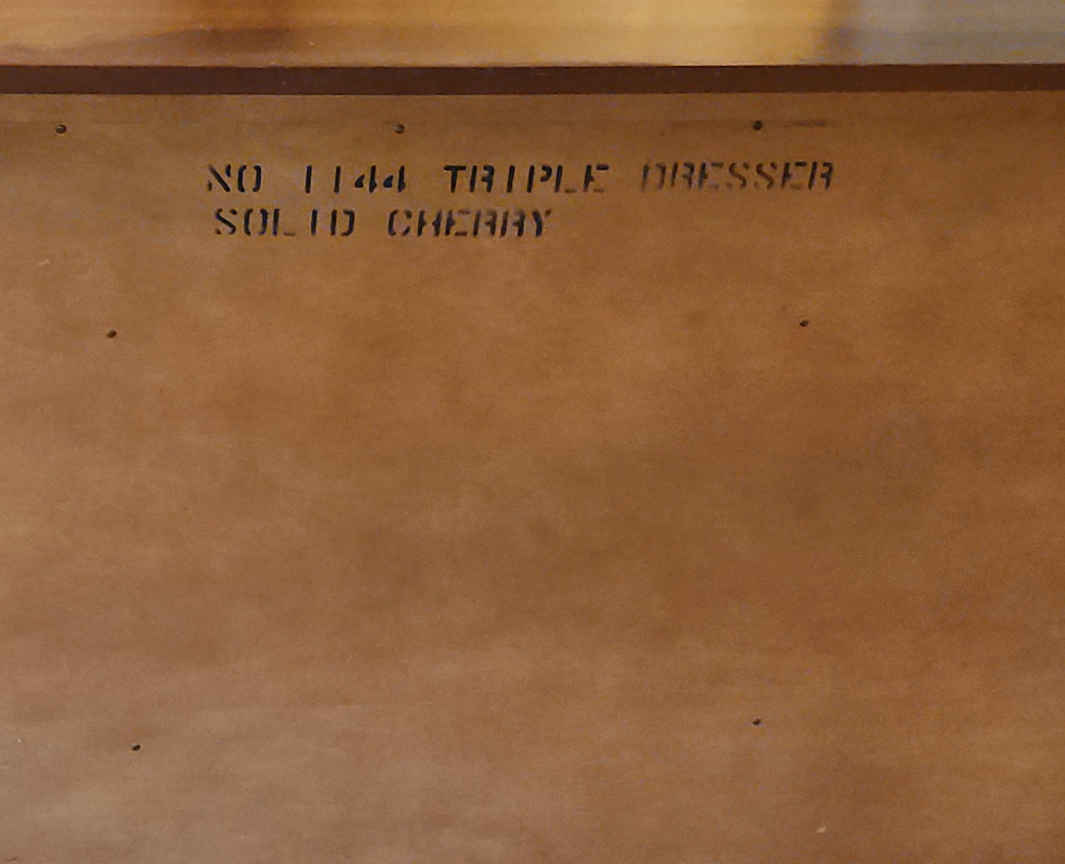 NO 1144 TRIPLE DRESSER
SOLID CHERRY